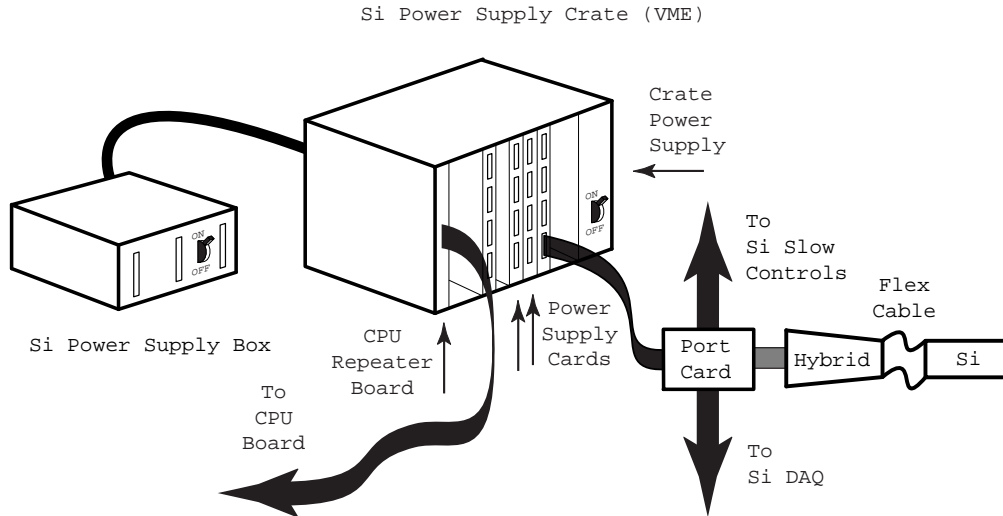 Si Power Supply Crate (VME)
Crate
Power
Supply
ON
OFF
ON
OFF
To
Si Slow
Controls
Flex
Cable
Si Power Supply Box
CPU
Repeater
Board
Power
Supply
Cards
Port
Card
Hybrid
Si
To
CPU
Board
To
Si DAQ